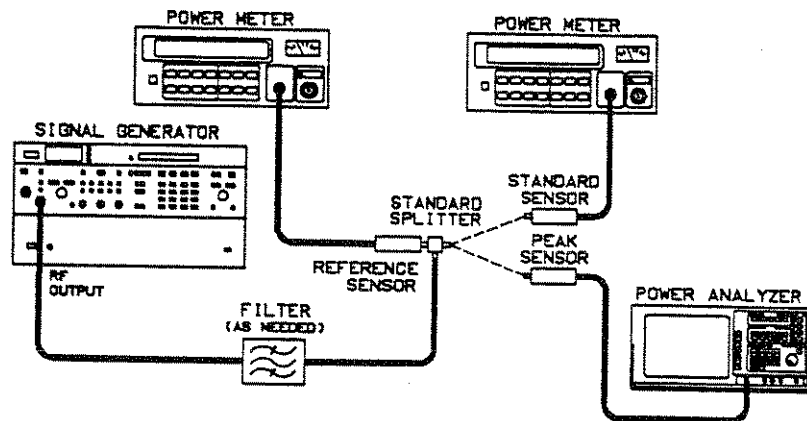 POWER METER
POWER METER
SIGNAL GENERATOR
STANDARD
SENSOR
STANDARD
SPLITTER
PEAK
SENSOR
REFERENCE
SENSOR
RF
OUTPUT
POWER ANALYZER
FILTER
(AS NEEDED)